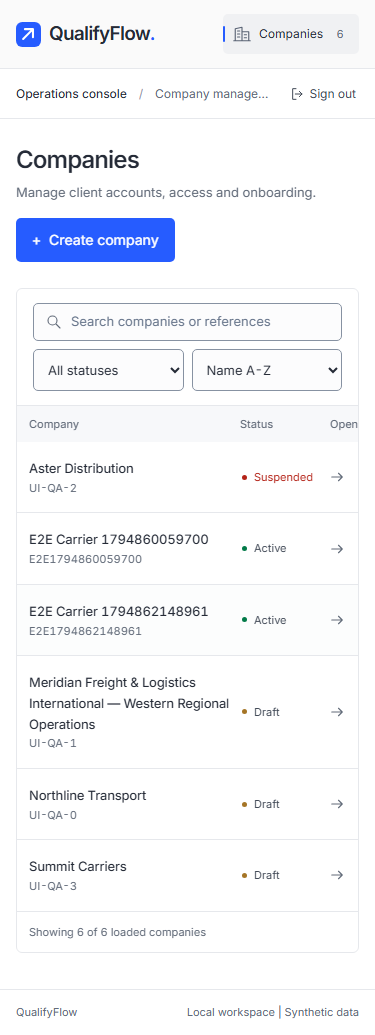 QualifyFlow.
Companies 6
Operations console / Company manage...
Sign out
Companies
Manage client accounts, access and onboarding.
+ Create company
Search companies or references
All statuses
Name A-Z
Company Status Open
Aster Distribution
UI-QA-2
Suspended
E2E Carrier 1794860059700
E2E1794860059700
Active
E2E Carrier 1794862148961
E2E1794862148961
Active
Meridian Freight & Logistics
International — Western Regional
Operations
UI-QA-1
Draft
Northline Transport
UI-QA-0
Draft
Summit Carriers
UI-QA-3
Draft
Showing 6 of 6 loaded companies
QualifyFlow
Local workspace | Synthetic data